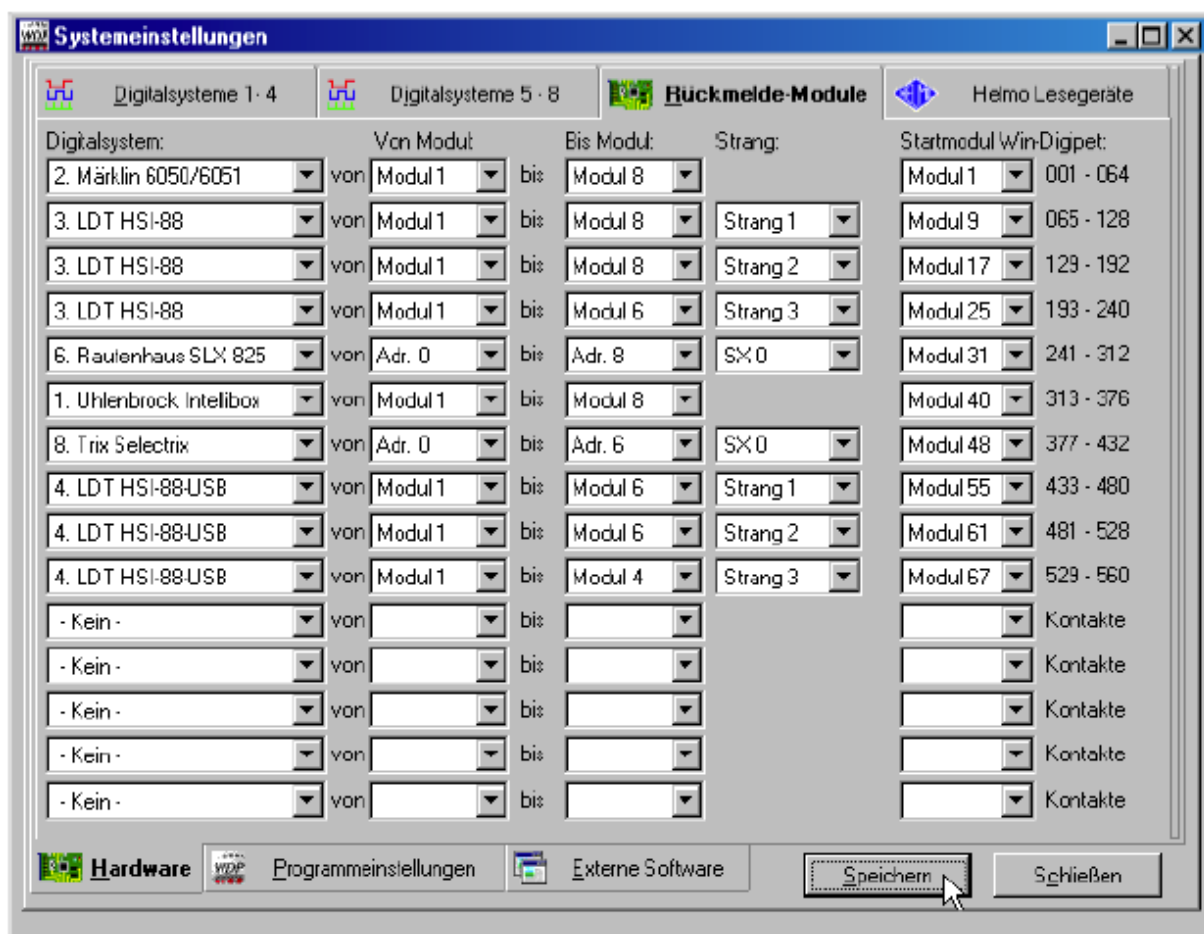 Systemeinstellungen
Digitalsysteme 1 - 4 Digitalsysteme 5 - 8 Rückmelde-Module Helmo Lesegeräte
Digitalsystem: Von Modul: Bis Modul: Strang: Startmodul Win-Digipet:
2. Märklin 6050/6051 von Modul 1 bis Modul 8 Modul 1 001 - 064
3. LDT HSI-88 von Modul 1 bis Modul 8 Strang 1 Modul 9 065 - 128
3. LDT HSI-88 von Modul 1 bis Modul 8 Strang 2 Modul 17 129 - 192
3. LDT HSI-88 von Modul 1 bis Modul 6 Strang 3 Modul 25 193 - 240
6. Rautenhaus SLX 825 von Adr. 0 bis Adr. 8 SX 0 Modul 31 241 - 312
1. Uhlenbrock Intellibox von Modul 1 bis Modul 8 Modul 40 313 - 376
8. Trix Selectrix von Adr. 0 bis Adr. 6 SX 0 Modul 48 377 - 432
4. LDT HSI-88-USB von Modul 1 bis Modul 6 Strang 1 Modul 55 433 - 480
4. LDT HSI-88-USB von Modul 1 bis Modul 6 Strang 2 Modul 61 481 - 528
4. LDT HSI-88-USB von Modul 1 bis Modul 4 Strang 3 Modul 67 529 - 560
- Kein - von bis Kontakte
- Kein - von bis Kontakte
- Kein - von bis Kontakte
- Kein - von bis Kontakte
- Kein - von bis Kontakte
Hardware WDP Programmeinstellungen Externe Software Speichern Schließen